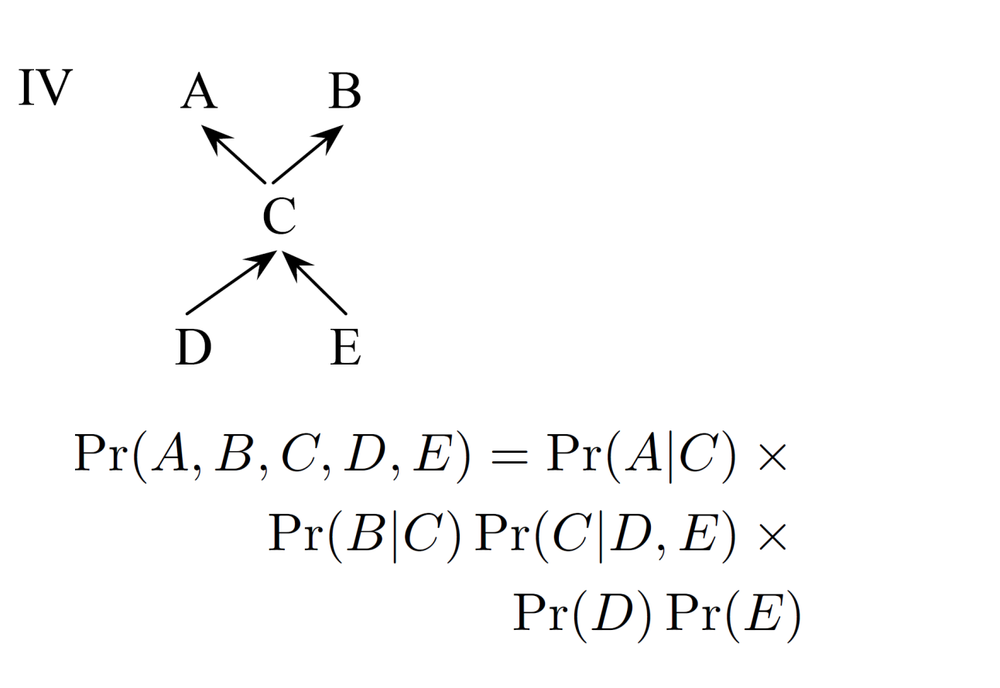 IV A B
C
D E
Pr(A, B, C, D, E) = Pr(A|C) ×
Pr(B|C) Pr(C|D, E) ×
Pr(D) Pr(E)